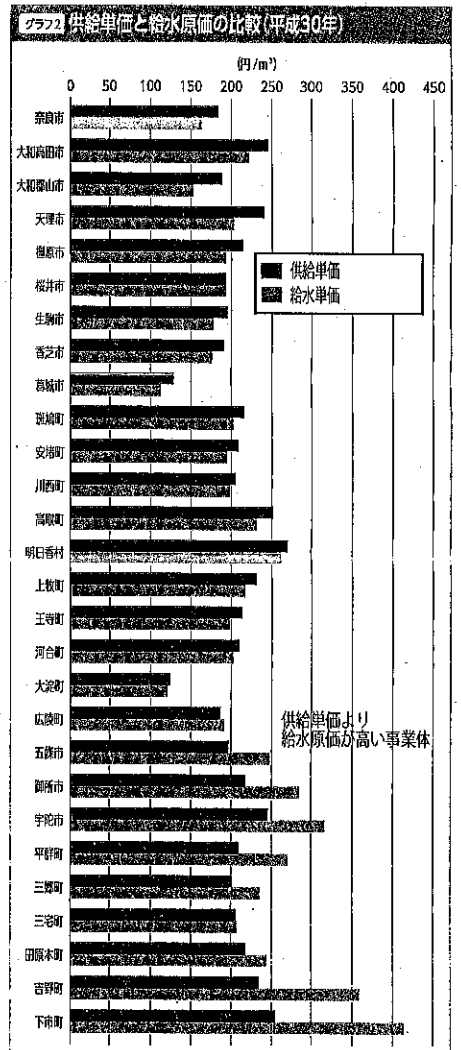 グラフ2 供給単価と給水原価の比較(平成30年)
(円/m³)
0 50 100 150 200 250 300 350 400 450
奈良市
大和高田市
大和郡山市
天理市
橿原市
桜井市
生駒市
香芝市
葛城市
斑鳩町
安堵町
川西町
高取町
明日香村
上牧町
王寺町
河合町
大淀町
広陵町
五條市
御所市
宇陀市
平群町
三郷町
三宅町
田原本町
吉野町
下市町
供給単価
給水単価
供給単価より
給水原価が高い事業体